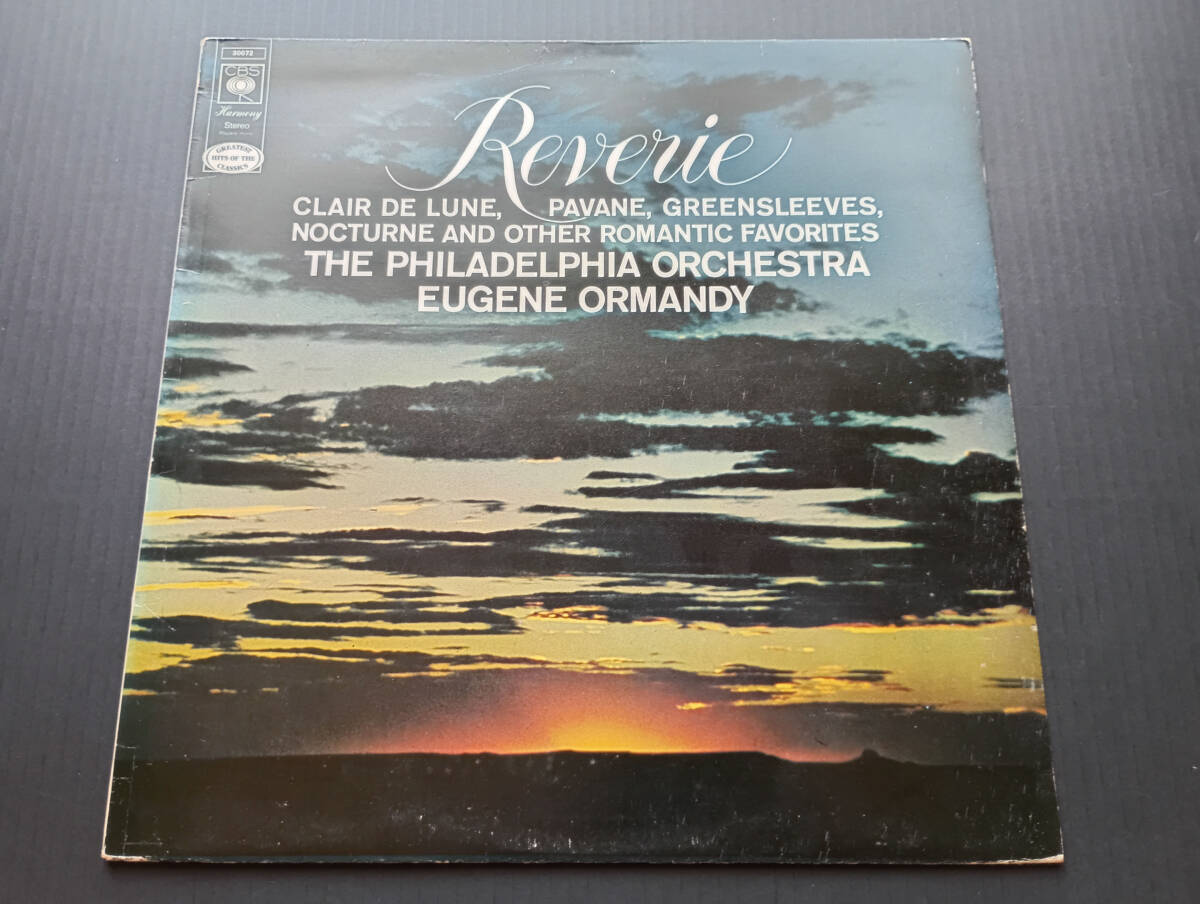 30072
CBS
Harmony
Stereo
GREATEST
HITS OF THE
CLASSICS
Reverie
CLAIR DE LUNE, PAVANE, GREENSLEEVES,
NOCTURNE AND OTHER ROMANTIC FAVORITES
THE PHILADELPHIA ORCHESTRA
EUGENE ORMANDY